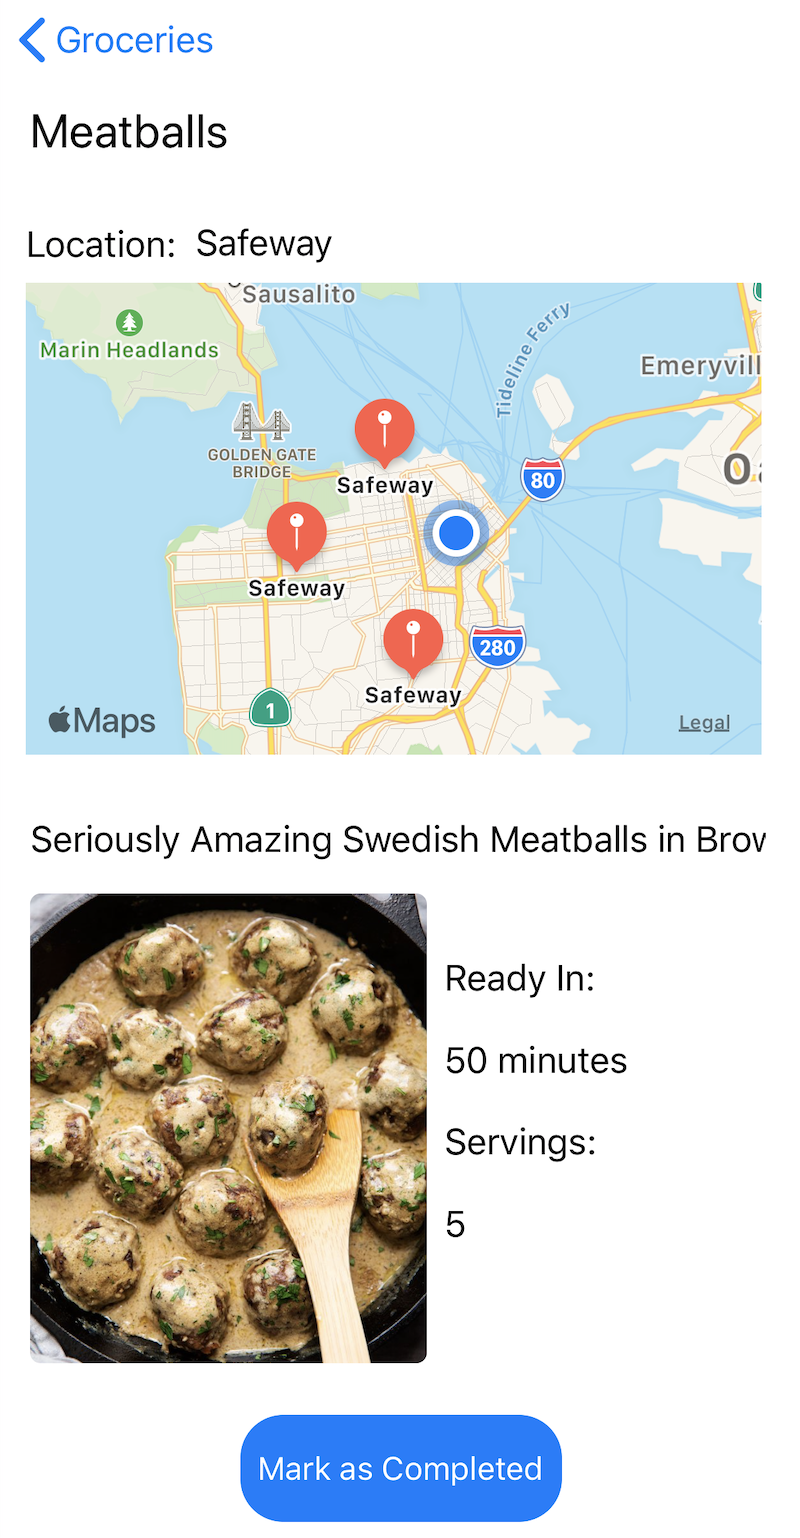 Groceries
Meatballs
Location: Safeway
Sausalito
Marin Headlands
Tideline Ferry
Emeryvill
GOLDEN GATE
BRIDGE
Safeway
80
Oa
Safeway
280
Safeway
1
Maps
Legal
Seriously Amazing Swedish Meatballs in Brow
Ready In:
50 minutes
Servings:
5
Mark as Completed